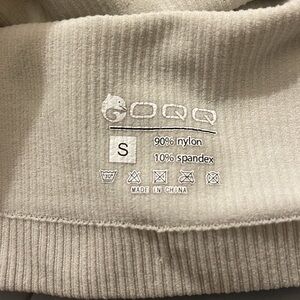 OQQ
90% nylon
S
10% spandex
MADE IN CHINA